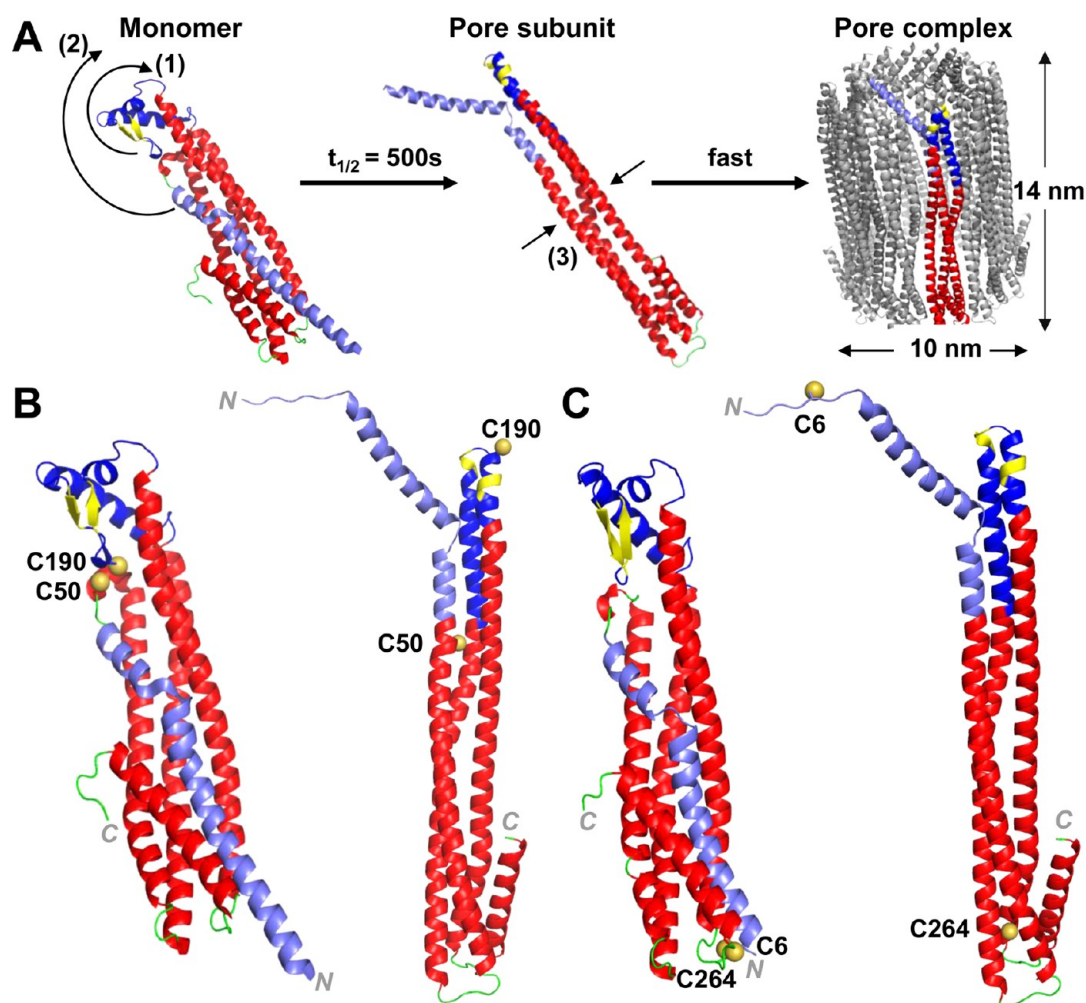 A
Monomer
Pore subunit
Pore complex
(2)
(1)
t1/2 = 500s
fast
(3)
14 nm
10 nm
B
N
C190
C
C6
N
C190
C50
C50
C
N
C
C
C264
C6
N
C264
C